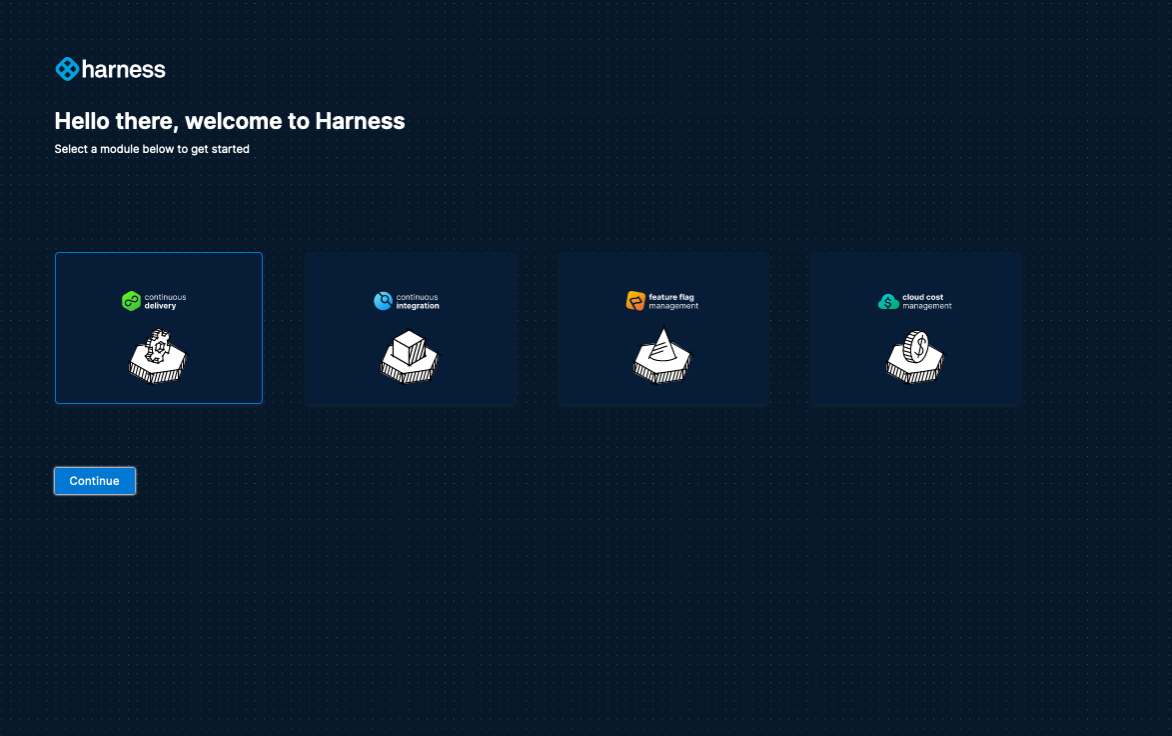 harness
Hello there, welcome to Harness
Select a module below to get started
continuous
delivery
continuous
integration
feature flag
management
cloud cost
management
Continue